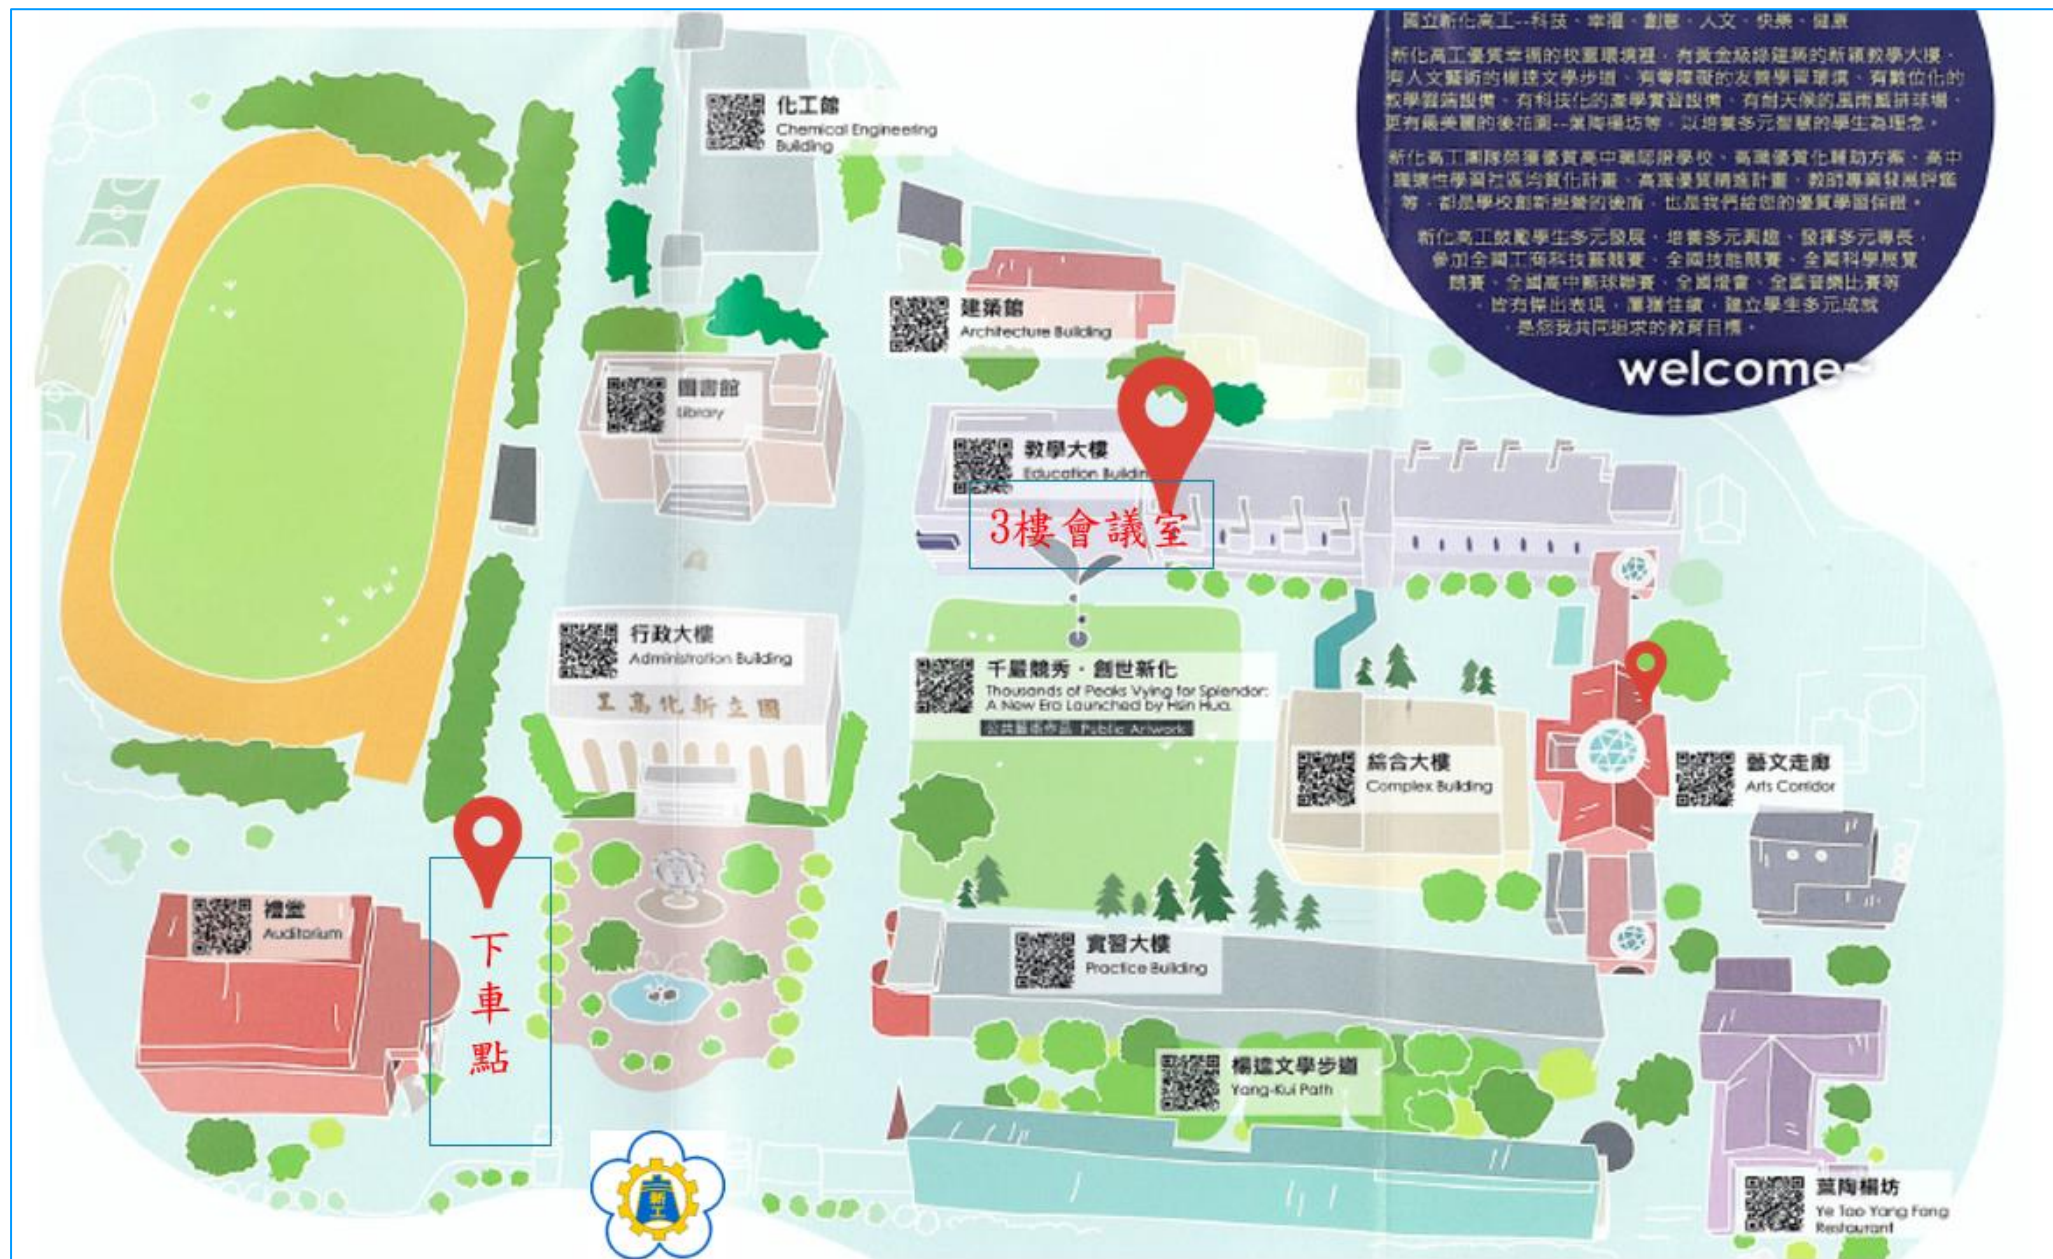 國立新化高工--科技、幸福、創意、人文、快樂、健康
新化高工優質幸福的校園環境裡，有黃金級綠建築的新穎教學大樓、
有人文藝術的楊逵文學步道、有零障礙的友善學習環境、有數位化的
教學雲端設備、有科技化的產學實習設備、有耐天候的風雨籃排球場、
更有最美麗的後花園--葉陶楊坊等，以培養多元智慧的學生為理念。
新化高工團隊榮獲優質高中職認證學校、高職優質化輔助方案、高中
職適性學習社區均質化計畫、高職優質精進計畫、教師專業發展評鑑
等，都是學校創新經營的後盾，也是我們給您的優質學習保證。
新化高工鼓勵學生多元發展、培養多元興趣、發揮多元專長，
參加全國工商科技藝競賽、全國技能競賽、全國科學展覽
競賽、全國高中籃球聯賽、全國燈會、全國音樂比賽等
，皆有傑出表現，屢獲佳績，建立學生多元成就
，是您我共同追求的教育目標。
welcome~
化工館
Chemical Engineering
Building
建築館
Architecture Building
圖書館
Library
教學大樓
Education Buildin
3樓會議室
行政大樓
Administration Building
工高化新立國
千巖競秀・創世新化
Thousands of Peaks Vying for Splendor:
A New Era Launched by Hsin Hua.
公共藝術作品 Public Artwork
綜合大樓
Complex Building
藝文走廊
Arts Corridor
禮堂
Auditorium
下車點
實習大樓
Practice Building
楊逵文學步道
Yang-Kui Path
葉陶楊坊
Ye Tao Yang Fang
Restaurant
新工